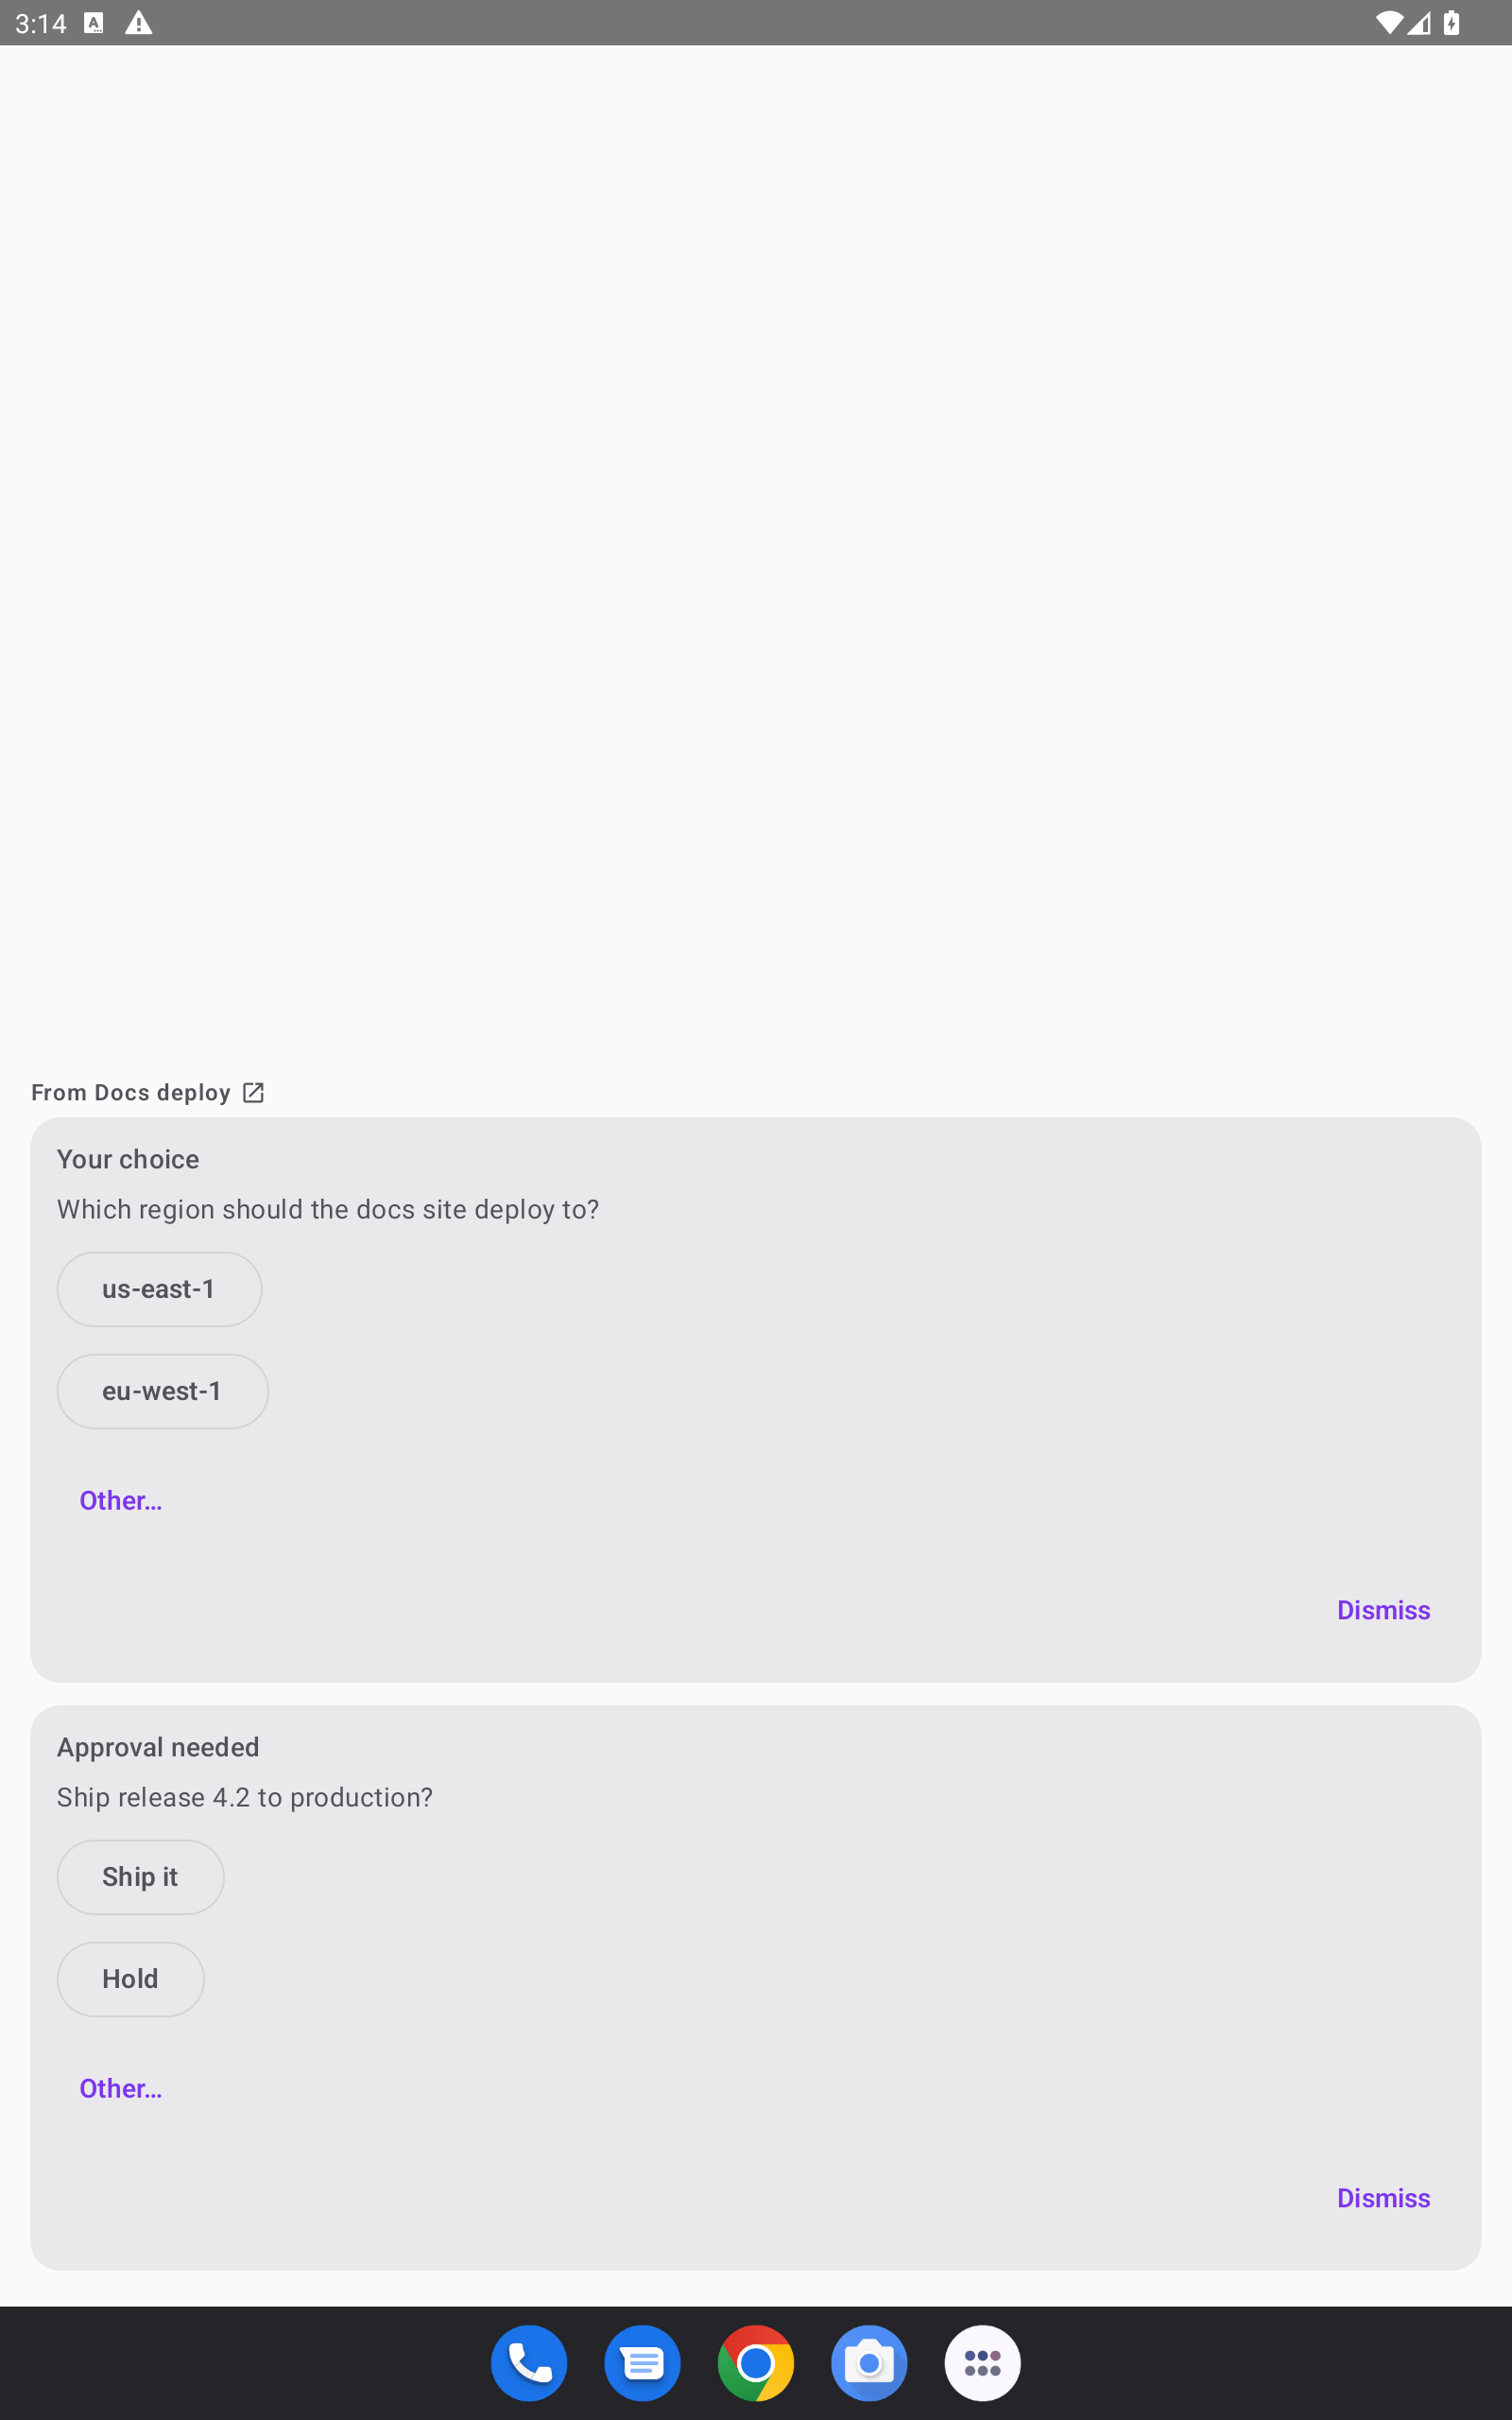 3:14
From Docs deploy
Your choice
Which region should the docs site deploy to?
us-east-1
eu-west-1
Other…
Dismiss
Approval needed
Ship release 4.2 to production?
Ship it
Hold
Other…
Dismiss